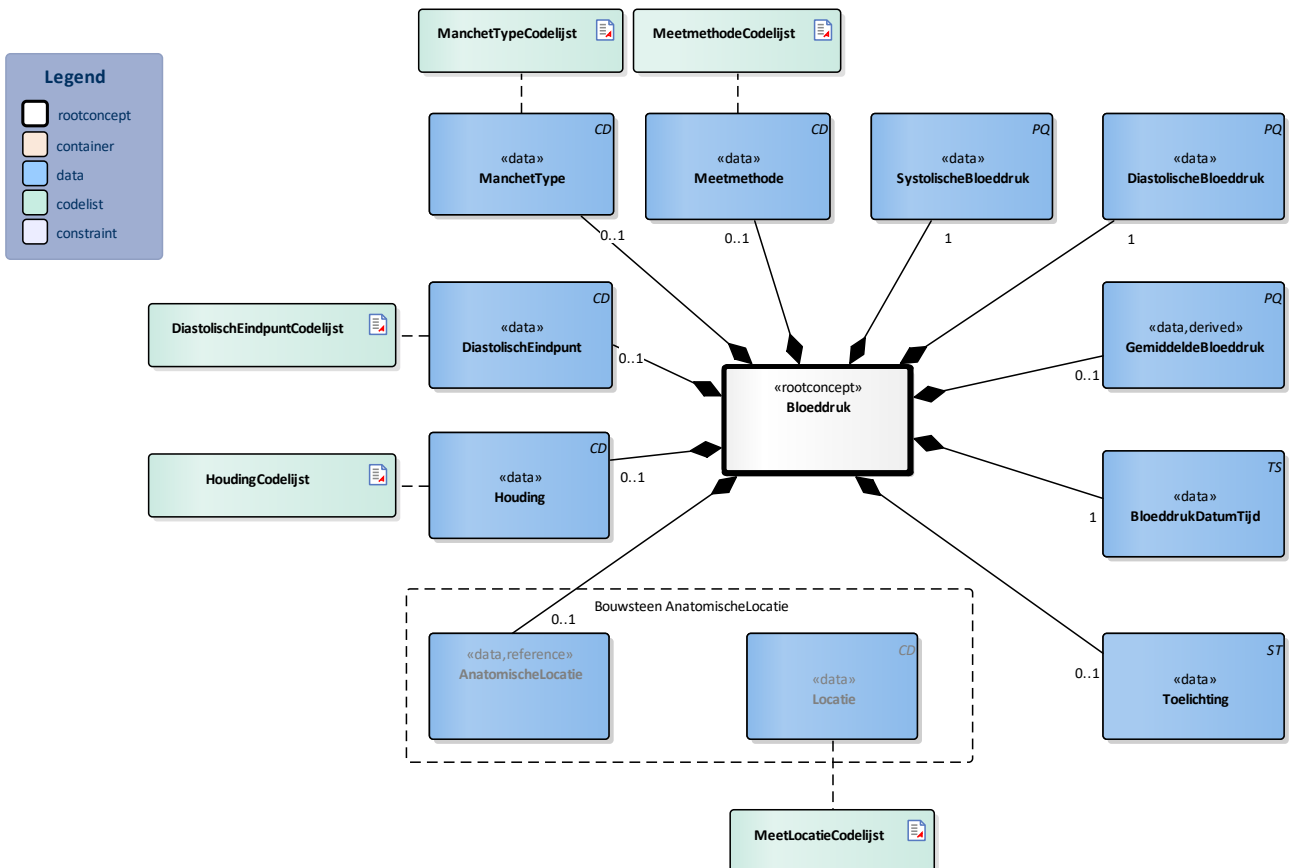 ManchetTypeCodelijst
MeetmethodeCodelijst
Legend
rootconcept
container
data
codelist
constraint
CD
«data»
ManchetType
0..1
CD
«data»
Meetmethode
0..1
PQ
«data»
SystolischeBloeddruk
1
PQ
«data»
DiastolischeBloeddruk
1
DiastolischEindpuntCodelijst
CD
«data»
DiastolischEindpunt
0..1
PQ
«data,derived»
GemiddeldeBloeddruk
0..1
«rootconcept»
Bloeddruk
HoudingCodelijst
CD
«data»
Houding
0..1
TS
«data»
BloeddrukDatumTijd
1
Bouwsteen AnatomischeLocatie
0..1
«data,reference»
AnatomischeLocatie
CD
«data»
Locatie
ST
«data»
Toelichting
0..1
MeetLocatieCodelijst